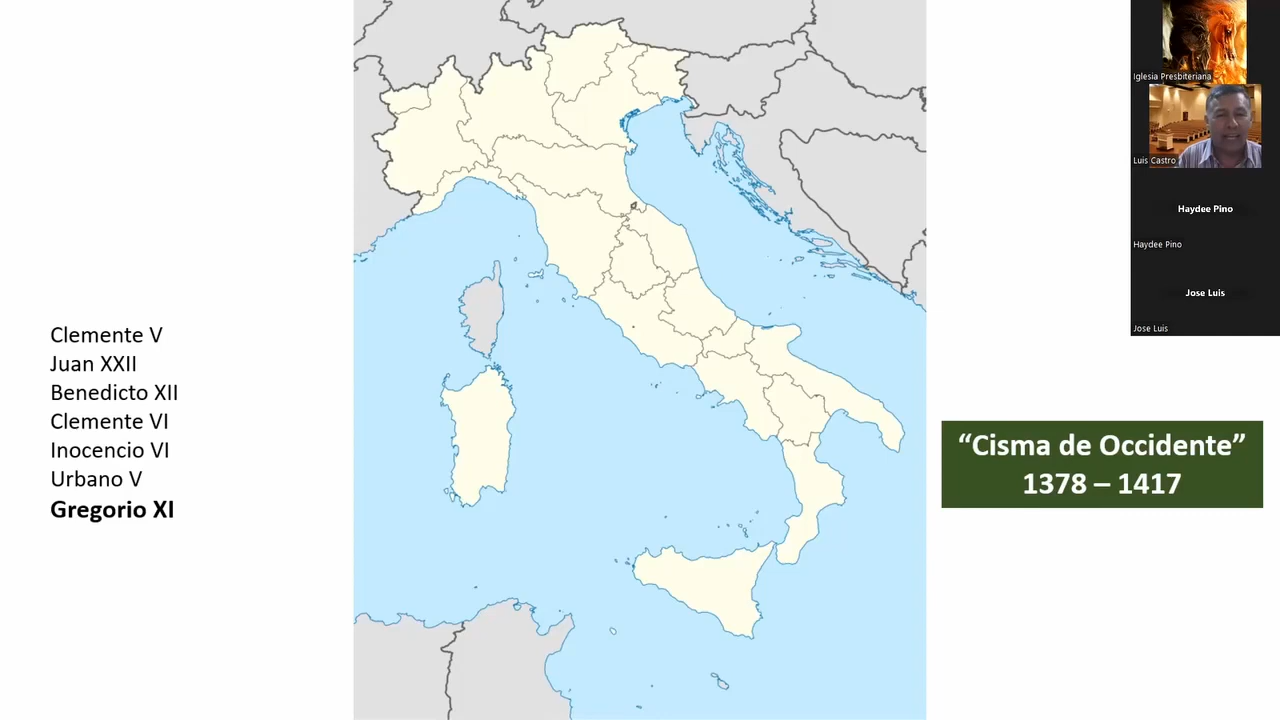 Clemente V
Juan XXII
Benedicto XII
Clemente VI
Inocencio VI
Urbano V
Gregorio XI
“Cisma de Occidente”
1378 – 1417
Iglesia Presbiteriana
Luis Castro
Haydee Pino
Haydee Pino
Jose Luis
Jose Luis